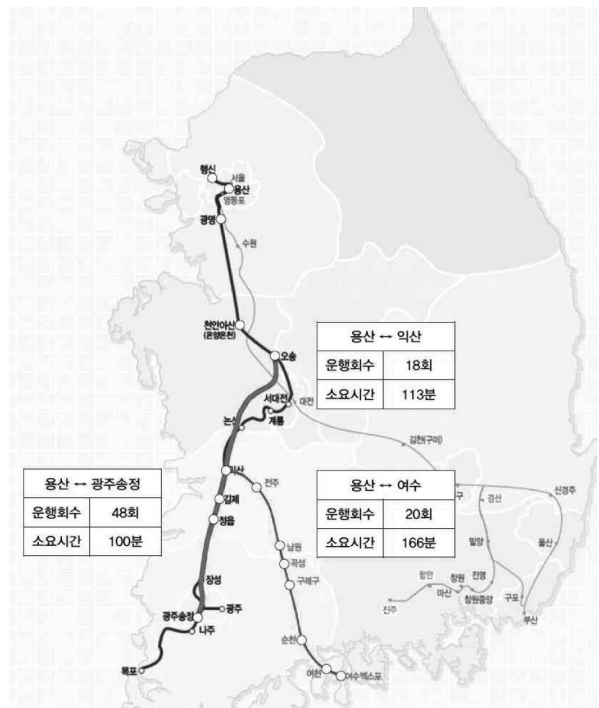 행신
서울
용산
영등포
광명
수원
천안아산
(온양온천)
오송
용산 ↔ 익산
운행회수 18회
소요시간 113분
서대전
대전
논산
계룡
김천(구미)
익산
전주
용산 ↔ 광주송정
운행회수 48회
소요시간 100분
용산 ↔ 여수
운행회수 20회
소요시간 166분
구
경산
신경주
김제
정읍
밀양
울산
남원
곡성
구례구
장성
광주
광주송정
나주
함안
창원
진영
진주
마산
창원중앙
구포
부산
순천
목포
여천
여수엑스포